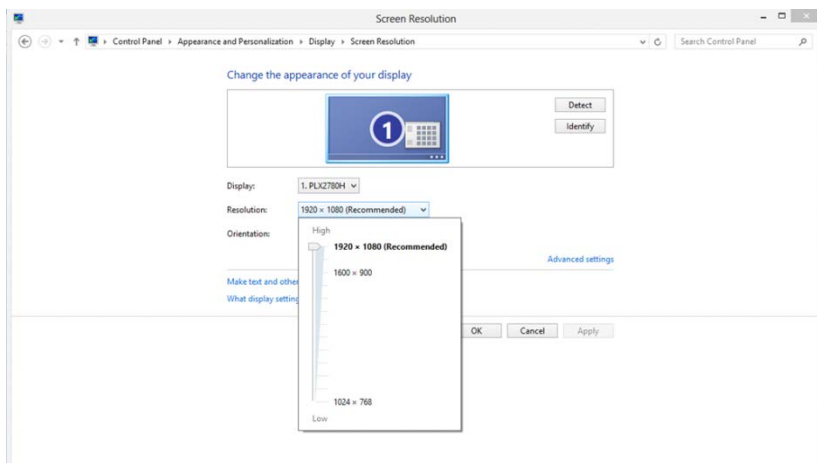 Screen Resolution
Control Panel Appearance and Personalization Display Screen Resolution
Search Control Panel
Change the appearance of your display
1
Detect
Identify
Display: 1. PLX2780H
Resolution: 1920 × 1080 (Recommended)
Orientation:
High
1920 × 1080 (Recommended)
1600 × 900
1024 × 768
Low
Advanced settings
Make text and other
What display setting
OK Cancel Apply